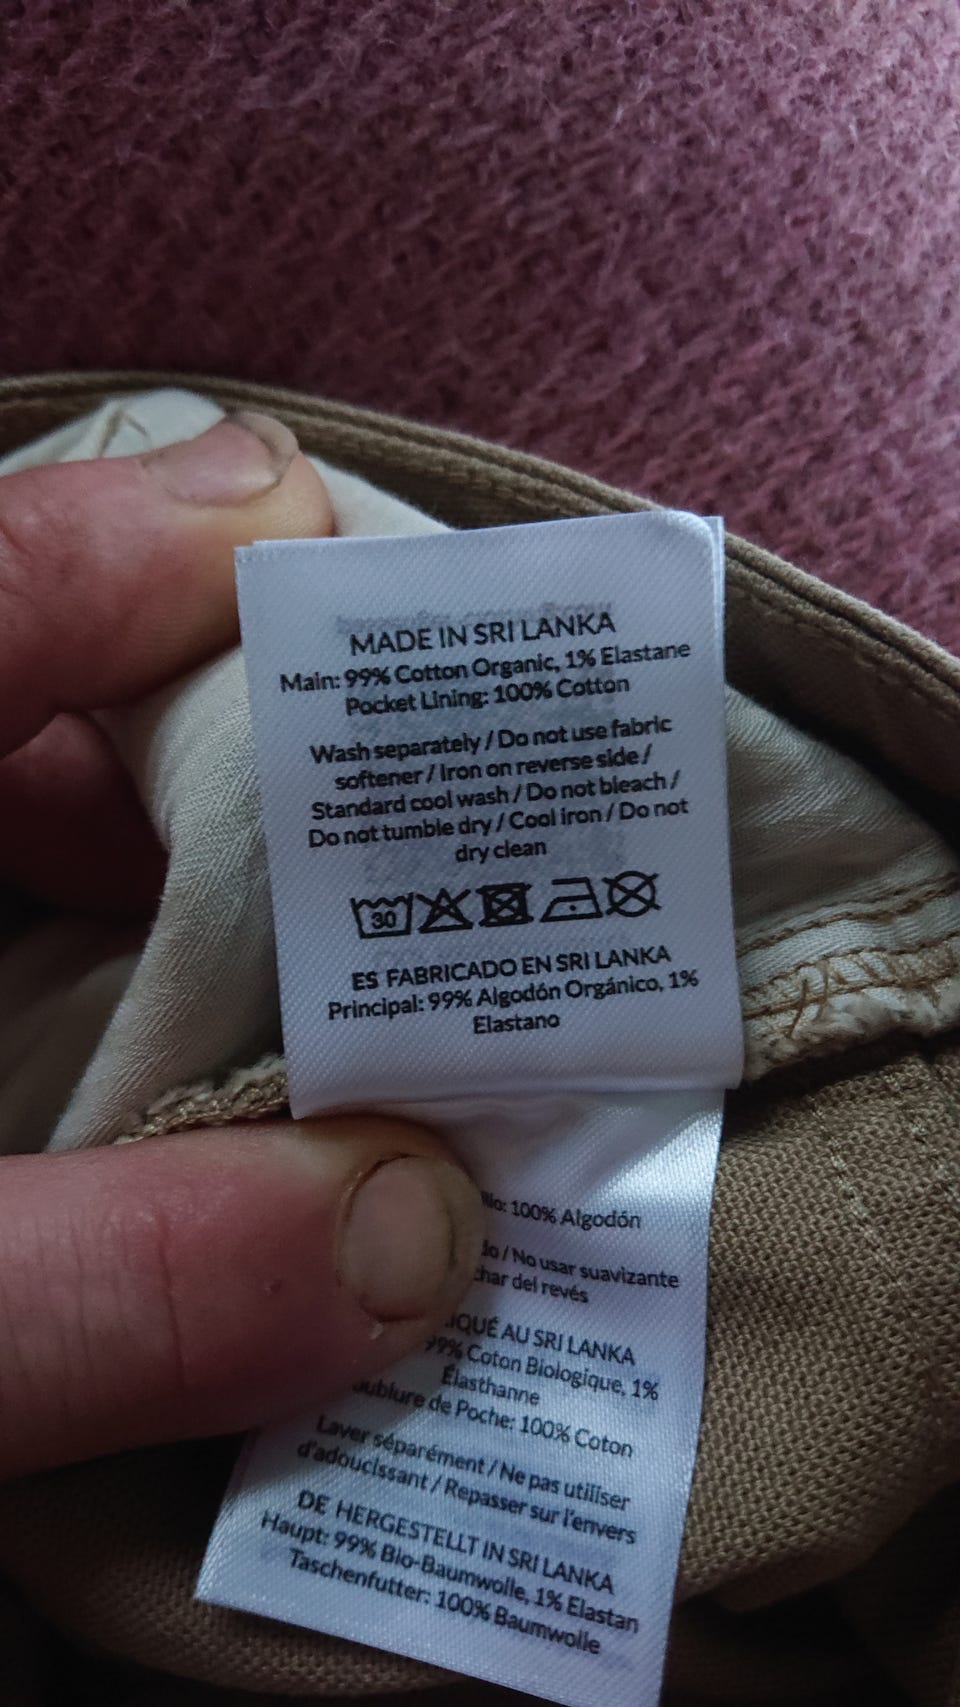 MADE IN SRI LANKA
Main: 99% Cotton Organic, 1% Elastane
Pocket Lining: 100% Cotton
Wash separately / Do not use fabric
softener / Iron on reverse side /
Standard cool wash / Do not bleach /
Do not tumble dry / Cool iron / Do not
dry clean
30
ES FABRICADO EN SRI LANKA
Principal: 99% Algodón Orgánico, 1%
Elastano
100% Algodón
/ No usar suavizante
del revés
AU SRI LANKA
99% Coton Biologique, 1%
Élasthanne
de Poche: 100% Coton
Laver séparément / Ne pas utiliser
d'adoucissant / Repasser sur l'envers
DE HERGESTELLT IN SRI LANKA
Haupt: 99% Bio-Baumwolle, 1% Elastan
Taschenfutter: 100% Baumwolle